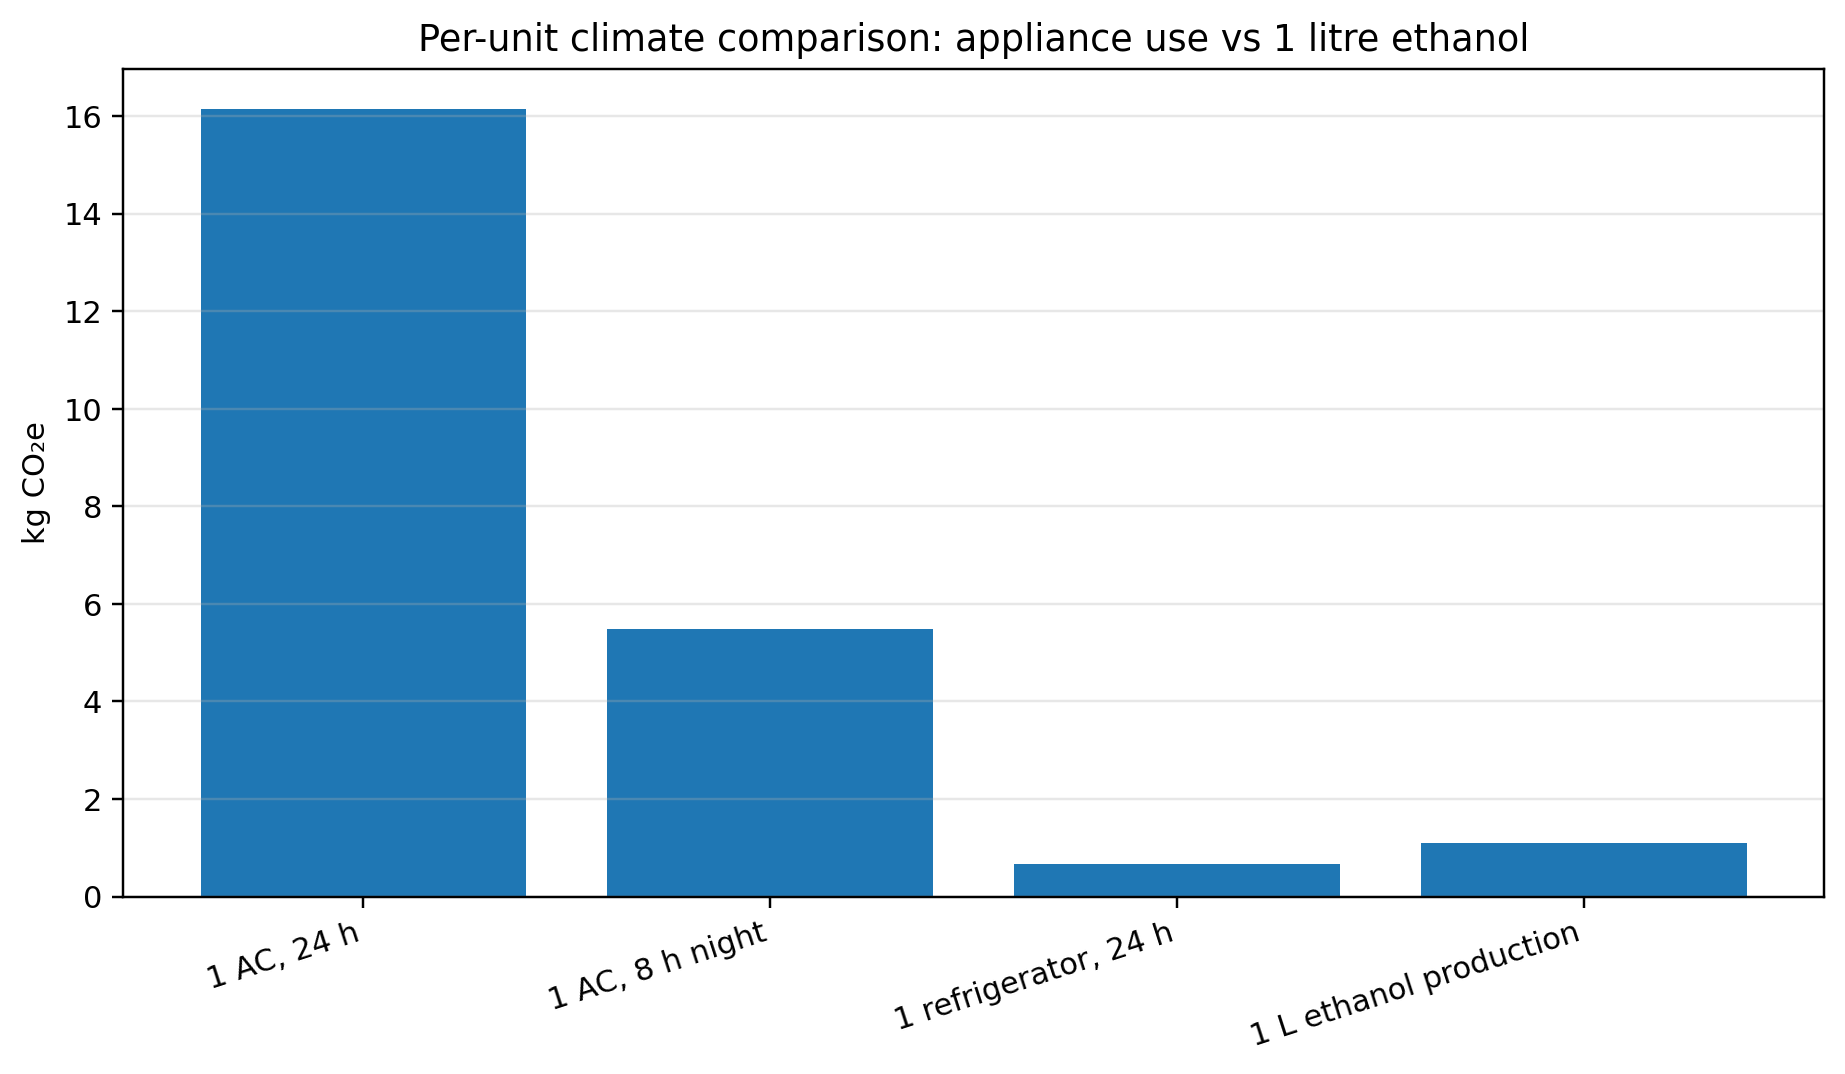 Per-unit climate comparison: appliance use vs 1 litre ethanol
kg CO₂e
16
14
12
10
8
6
4
2
0
1 AC, 24 h
1 AC, 8 h night
1 refrigerator, 24 h
1 L ethanol production